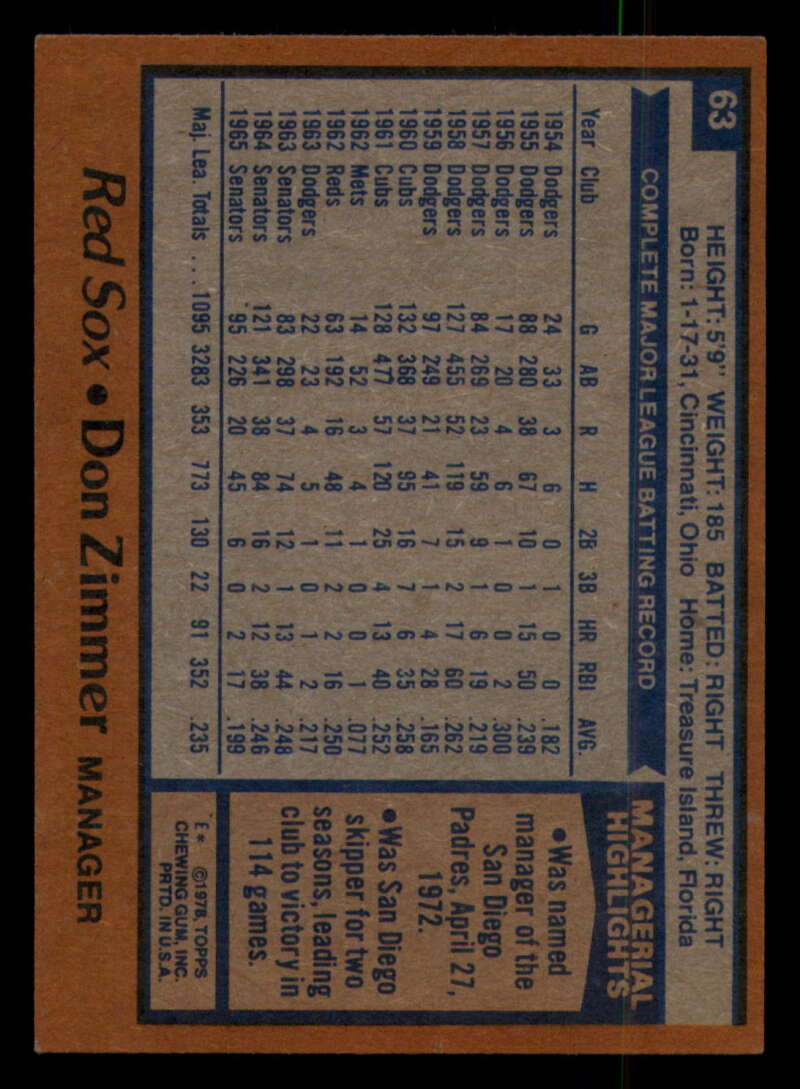 63
HEIGHT: 5'9" WEIGHT: 185 BATTED: RIGHT THREW: RIGHT
Born: 1-17-31, Cincinnati, Ohio Home: Treasure Island, Florida
COMPLETE MAJOR LEAGUE BATTING RECORD
Year Club G AB R H 2B 3B HR RBI AVG.
1954 Dodgers 24 33 3 6 0 1 0 0 .182
1955 Dodgers 88 280 38 67 10 1 15 50 .239
1956 Dodgers 17 20 4 6 1 0 0 2 .300
1957 Dodgers 84 269 23 59 9 1 6 19 .219
1958 Dodgers 127 455 52 119 15 2 17 60 .262
1959 Dodgers 97 249 21 41 7 1 4 28 .165
1960 Cubs 132 368 37 95 16 7 6 35 .258
1961 Cubs 128 477 57 120 25 4 13 40 .252
1962 Mets 14 52 3 4 1 0 0 1 .077
1962 Reds 63 192 16 48 11 2 2 16 .250
1963 Dodgers 22 23 4 5 1 0 1 2 .217
1963 Senators 83 298 37 74 12 1 13 44 .248
1964 Senators 121 341 38 84 16 2 12 38 .246
1965 Senators 95 226 20 45 6 0 2 17 .199
Maj. Lea. Totals ... 1095 3283 353 773 130 22 91 352 .235
MANAGERIAL
HIGHLIGHTS
•Was named
manager of the
San Diego
Padres, April 27,
1972.
•Was San Diego
skipper for two
seasons, leading
club to victory in
114 games.
E* ©1978, TOPPS
CHEWING GUM, INC.
PRTD. IN U.S.A.
Red Sox • Don Zimmer MANAGER